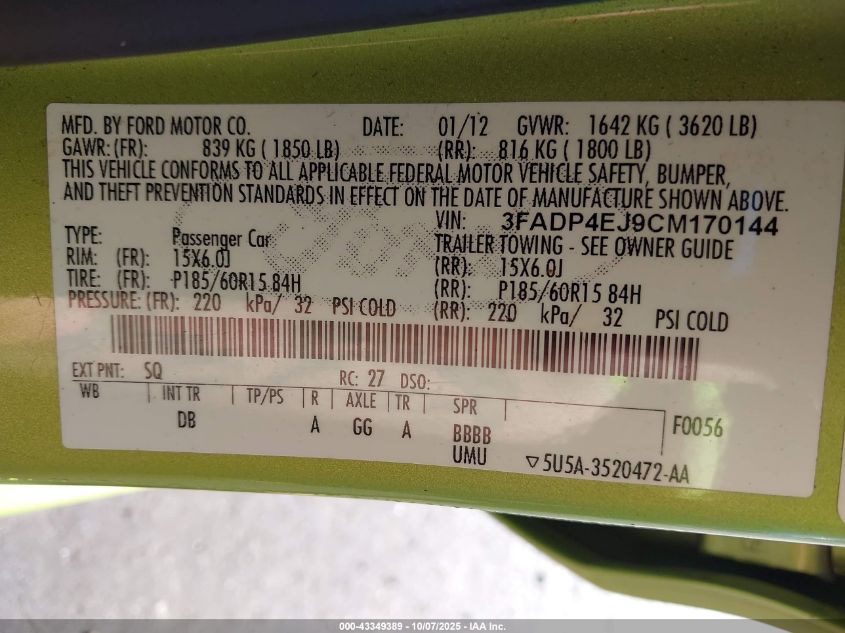 MFD. BY FORD MOTOR CO. DATE: 01/12 GVWR: 1642 KG ( 3620 LB)
GAWR: (FR): 839 KG ( 1850 LB) (RR): 816 KG ( 1800 LB)
THIS VEHICLE CONFORMS TO ALL APPLICABLE FEDERAL MOTOR VEHICLE SAFETY, BUMPER,
AND THEFT PREVENTION STANDARDS IN EFFECT ON THE DATE OF MANUFACTURE SHOWN ABOVE.
VIN: 3FADP4EJ9CM170144
TYPE: Passenger Car TRAILER TOWING - SEE OWNER GUIDE
RIM: (FR): 15X6.0J (RR): 15X6.0J
TIRE: (FR): P185/60R15 84H (RR): P185/60R15 84H
PRESSURE: (FR): 220 kPa/ 32 PSI COLD (RR): 220 kPa/ 32 PSI COLD
EXT PNT: SQ RC: 27 DSO:
WB INT TR TP/PS R AXLE TR SPR
DB A GG A BBBB F0056
UMU
▽5U5A-3520472-AA
000-43349389 - 10/07/2025 - IAA Inc.